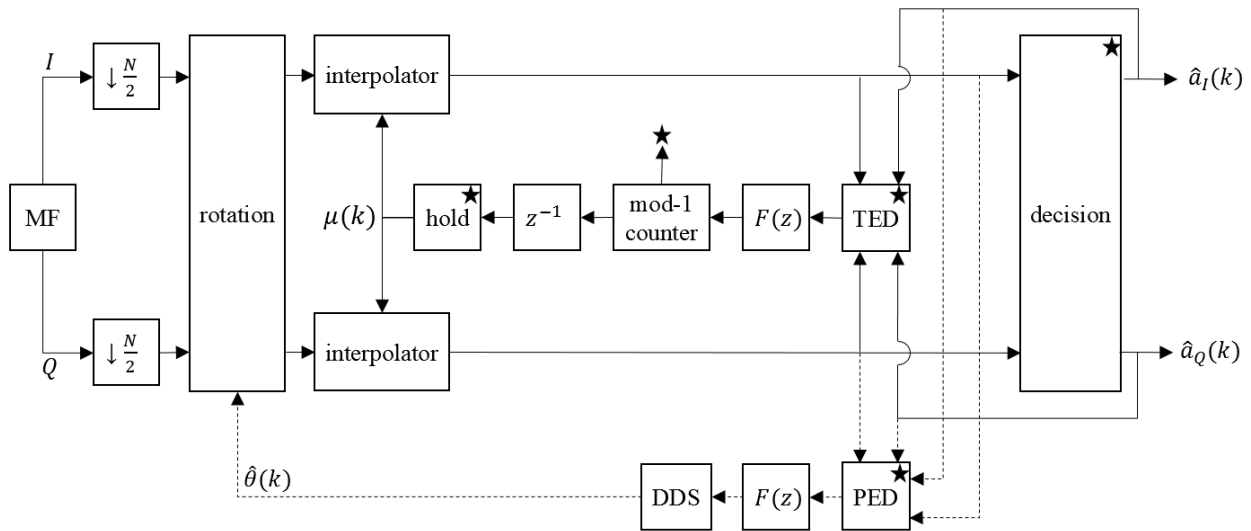 I
↓ N/2
MF
Q
↓ N/2
rotation
interpolator
μ(k)
hold
z⁻¹
mod-1
counter
F(z)
TED
interpolator
decision
â_I(k)
â_Q(k)
θ̂(k)
DDS
F(z)
PED